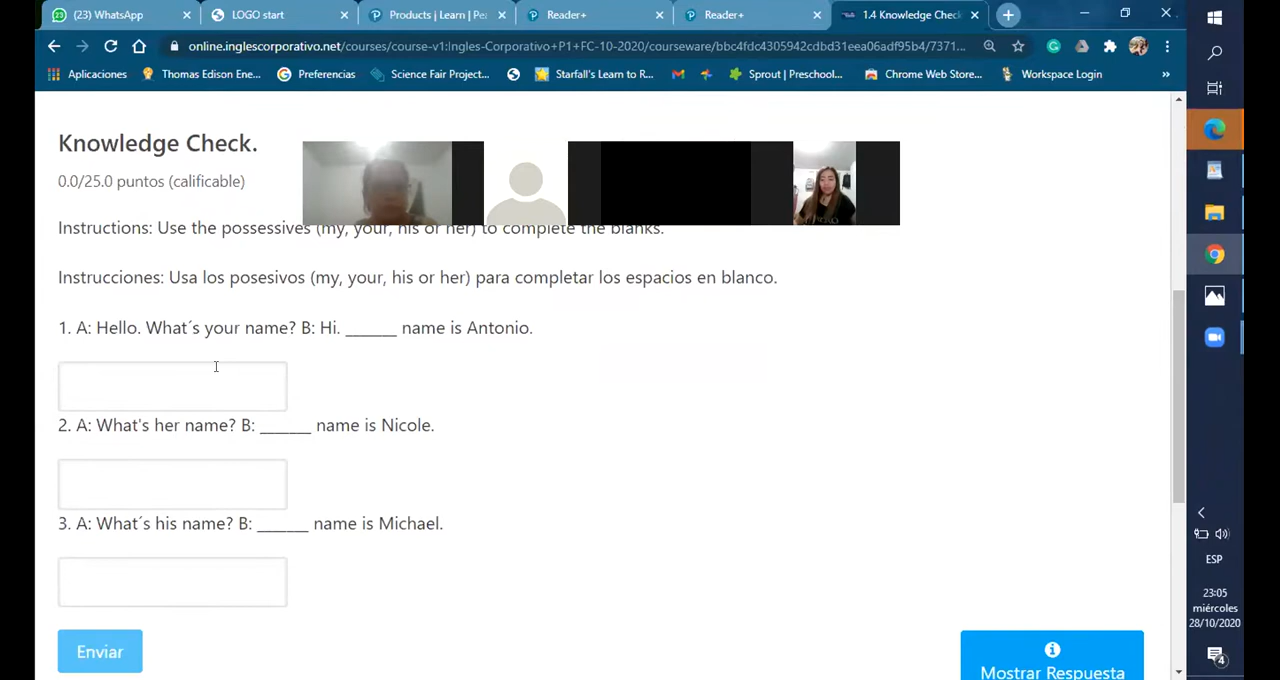 (23) WhatsApp
LOGO start
Products | Learn | Pe
Reader+
Reader+
1.4 Knowledge Check
online.inglescorporativo.net/courses/course-v1:Ingles-Corporativo+P1+FC-10-2020/courseware/bbc4fdc4305942cdbd31eea06adf95b4/7371...
Aplicaciones
Thomas Edison Ene...
Preferencias
Science Fair Project...
Starfall's Learn to R...
Sprout | Preschool...
Chrome Web Store...
Workspace Login
»
Knowledge Check.
0.0/25.0 puntos (calificable)
Instructions: Use the possessives (my, your, his or her) to complete the blanks.
Instrucciones: Usa los posesivos (my, your, his or her) para completar los espacios en blanco.
1. A: Hello. What´s your name? B: Hi. ______ name is Antonio.
2. A: What's her name? B: ______ name is Nicole.
3. A: What´s his name? B: ______ name is Michael.
Enviar
Mostrar Respuesta
ESP
23:05
miércoles
28/10/2020
4